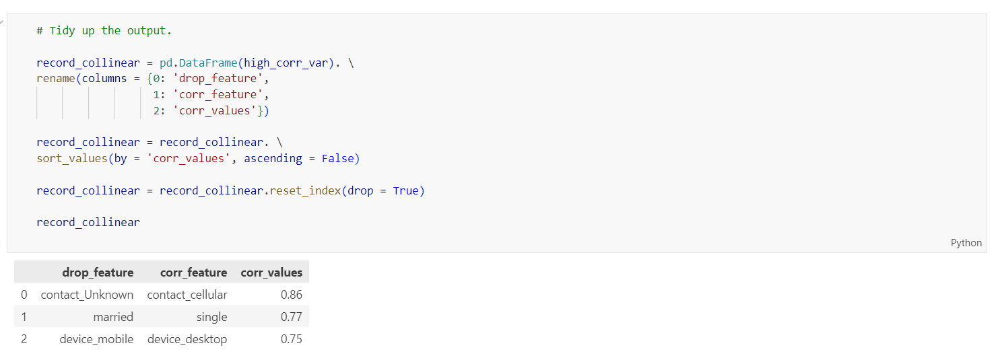 # Tidy up the output.
record_collinear = pd.DataFrame(high_corr_var). \
rename(columns = {0: 'drop_feature',
1: 'corr_feature',
2: 'corr_values'})
record_collinear = record_collinear. \
sort_values(by = 'corr_values', ascending = False)
record_collinear = record_collinear.reset_index(drop = True)
record_collinear
Python
drop_feature corr_feature corr_values
0 contact_Unknown contact_cellular 0.86
1 married single 0.77
2 device_mobile device_desktop 0.75